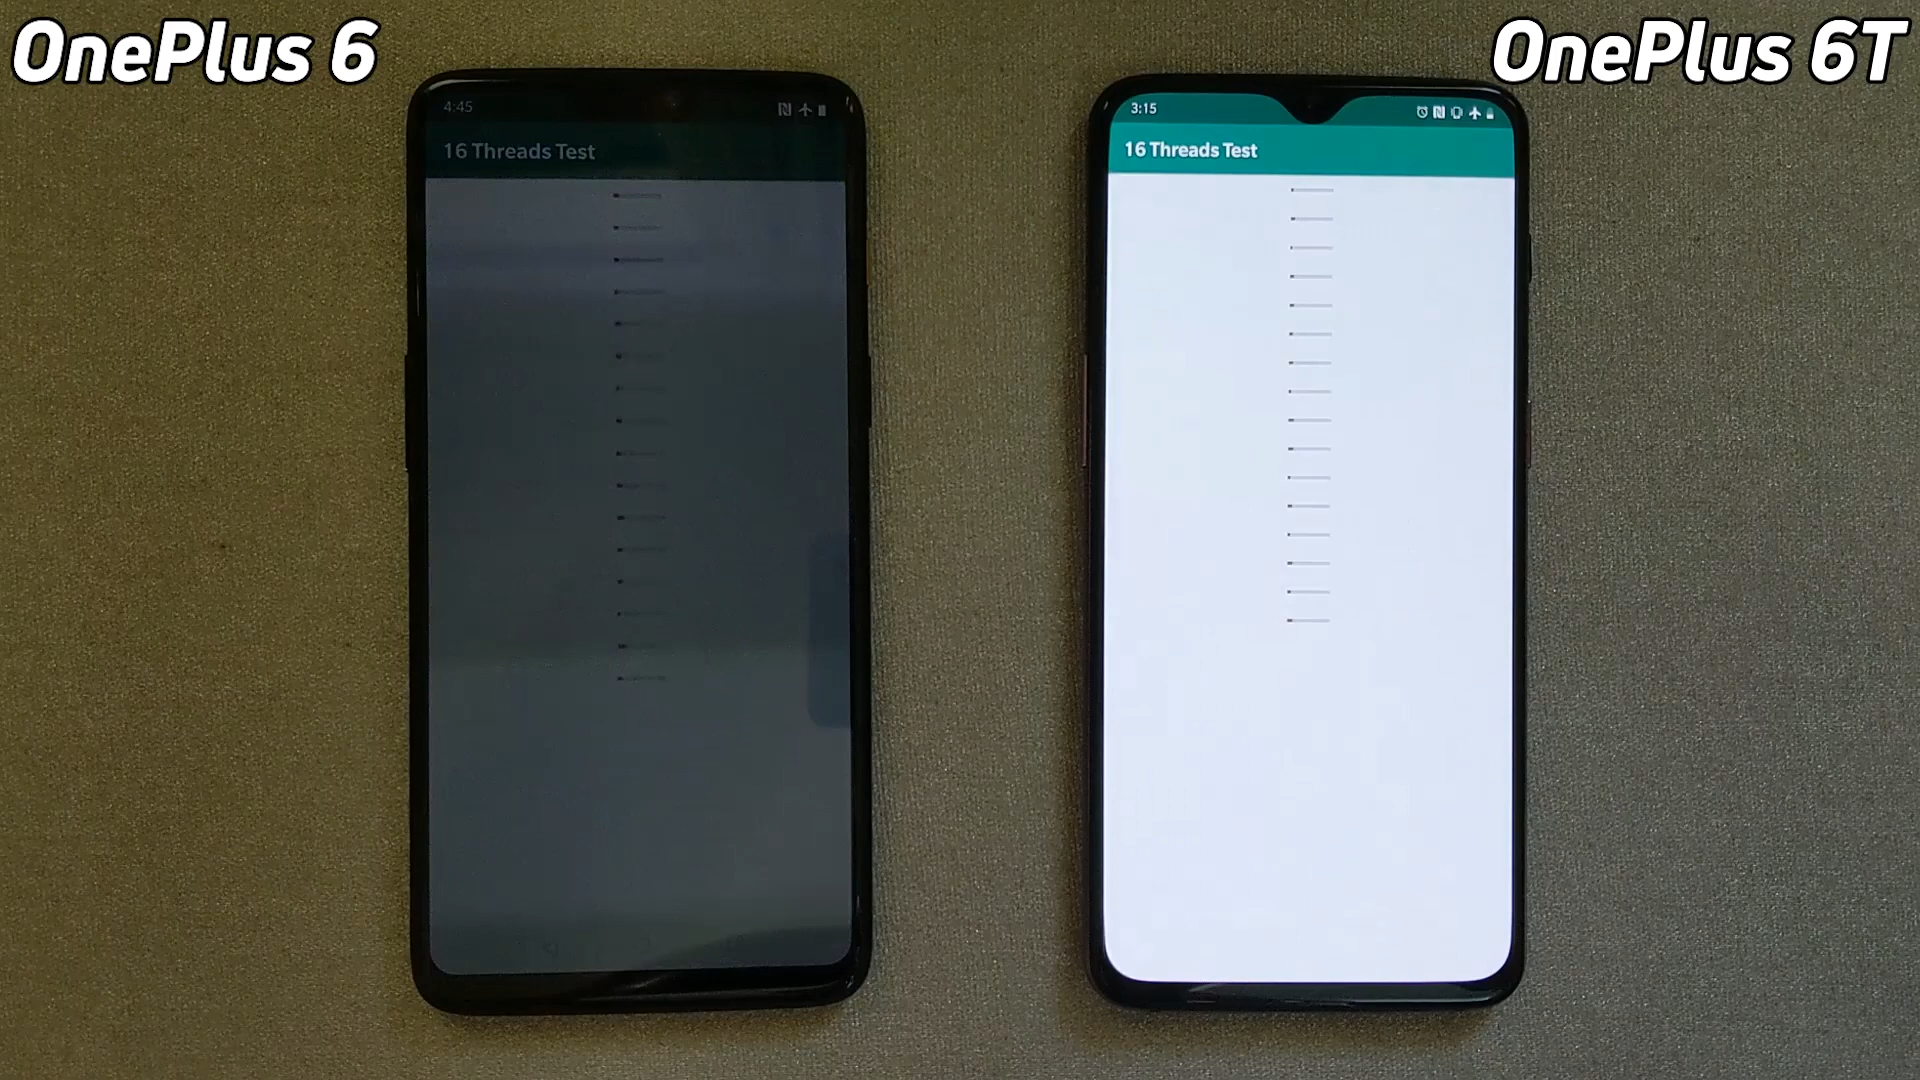 OnePlus 6
OnePlus 6T
4:45
16 Threads Test
3:15
16 Threads Test